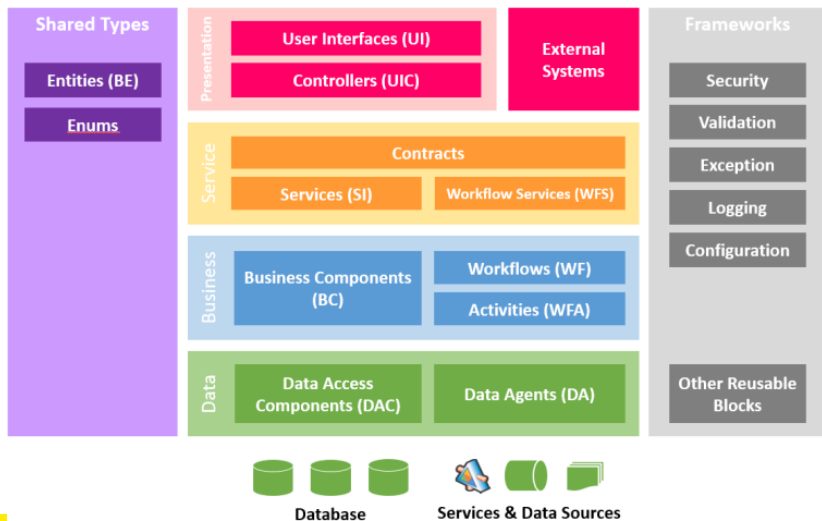 Shared Types
Entities (BE)
Enums
Presentation
User Interfaces (UI)
Controllers (UIC)
External
Systems
Service
Contracts
Services (SI)
Workflow Services (WFS)
Business
Business Components
(BC)
Workflows (WF)
Activities (WFA)
Data
Data Access
Components (DAC)
Data Agents (DA)
Frameworks
Security
Validation
Exception
Logging
Configuration
Other Reusable
Blocks
Database
Services & Data Sources